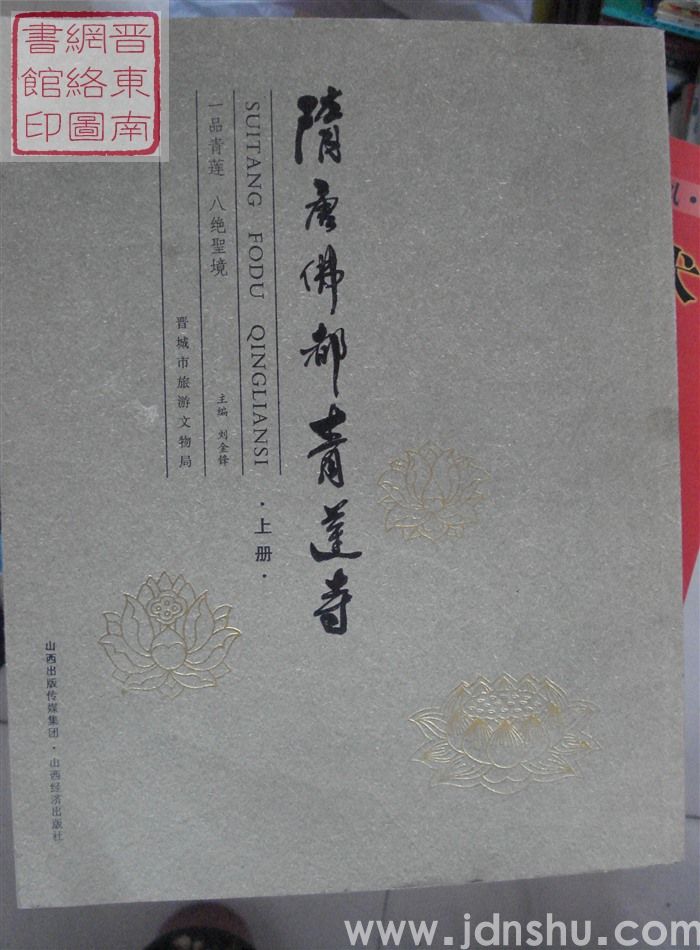 晋東南
網絡圖
書館印
隋唐佛都青莲寺
SUITANG FODU QINGLIANSI
·上册·
一品青莲 八绝聖境
主编 刘金锋
晋城市旅游文物局
山西出版传媒集团·山西经济出版社
术
www.jdnshu.com